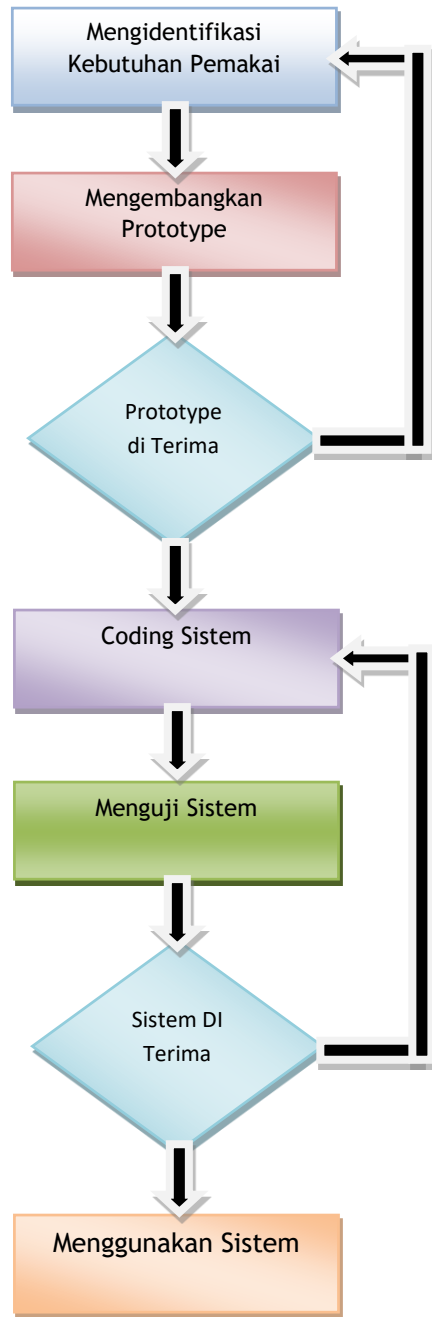 Mengidentifikasi
Kebutuhan Pemakai
Mengembangkan
Prototype
Prototype
di Terima
Coding Sistem
Menguji Sistem
Sistem DI
Terima
Menggunakan Sistem